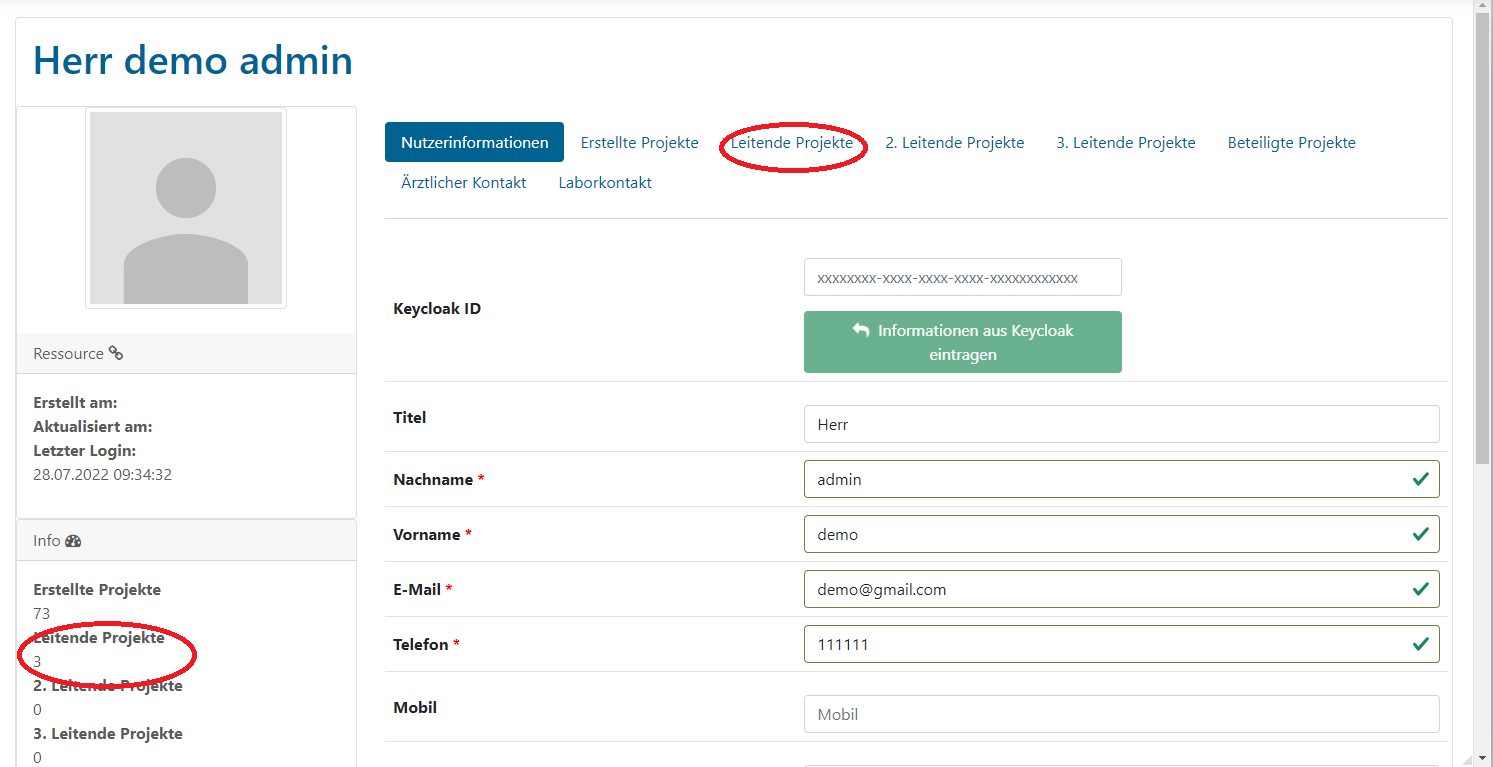 Herr demo admin
Nutzerinformationen
Erstellte Projekte
Leitende Projekte
2. Leitende Projekte
3. Leitende Projekte
Beteiligte Projekte
Ärztlicher Kontakt
Laborkontakt
Ressource
Erstellt am:
Aktualisiert am:
Letzter Login:
28.07.2022 09:34:32
Info
Erstellte Projekte
73
Leitende Projekte
3
2. Leitende Projekte
0
3. Leitende Projekte
0
Keycloak ID
xxxxxxxx-xxxx-xxxx-xxxx-xxxxxxxxxxxx
Informationen aus Keycloak
eintragen
Titel
Herr
Nachname *
admin
Vorname *
demo
E-Mail *
demo@gmail.com
Telefon *
111111
Mobil
Mobil